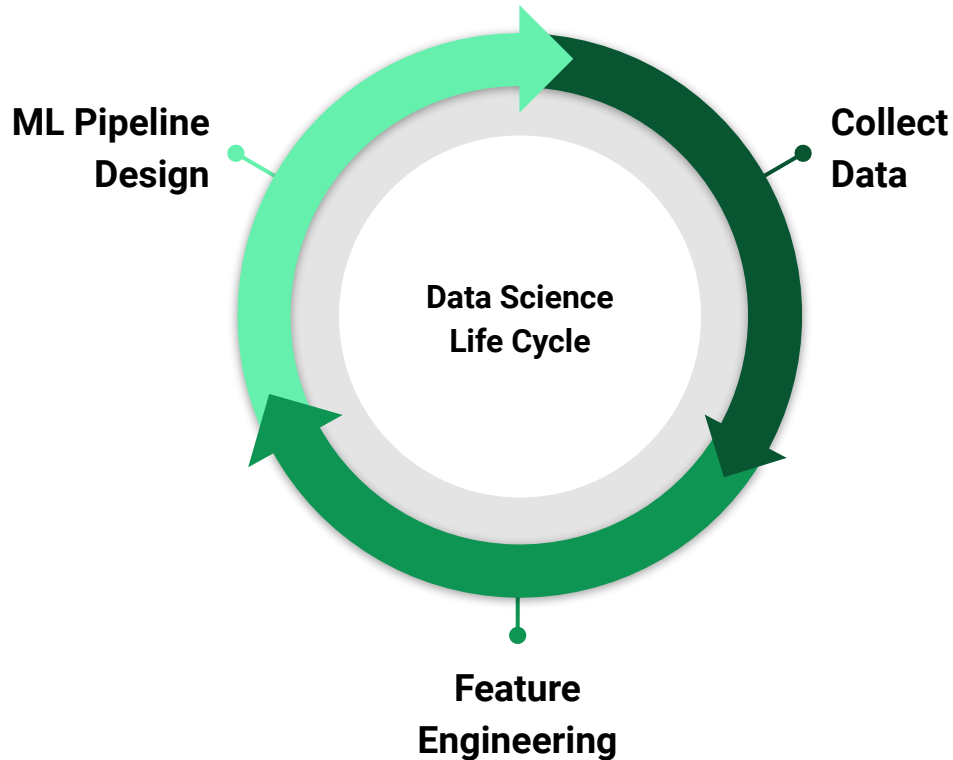 ML Pipeline
Design
Collect
Data
Data Science
Life Cycle
Feature
Engineering